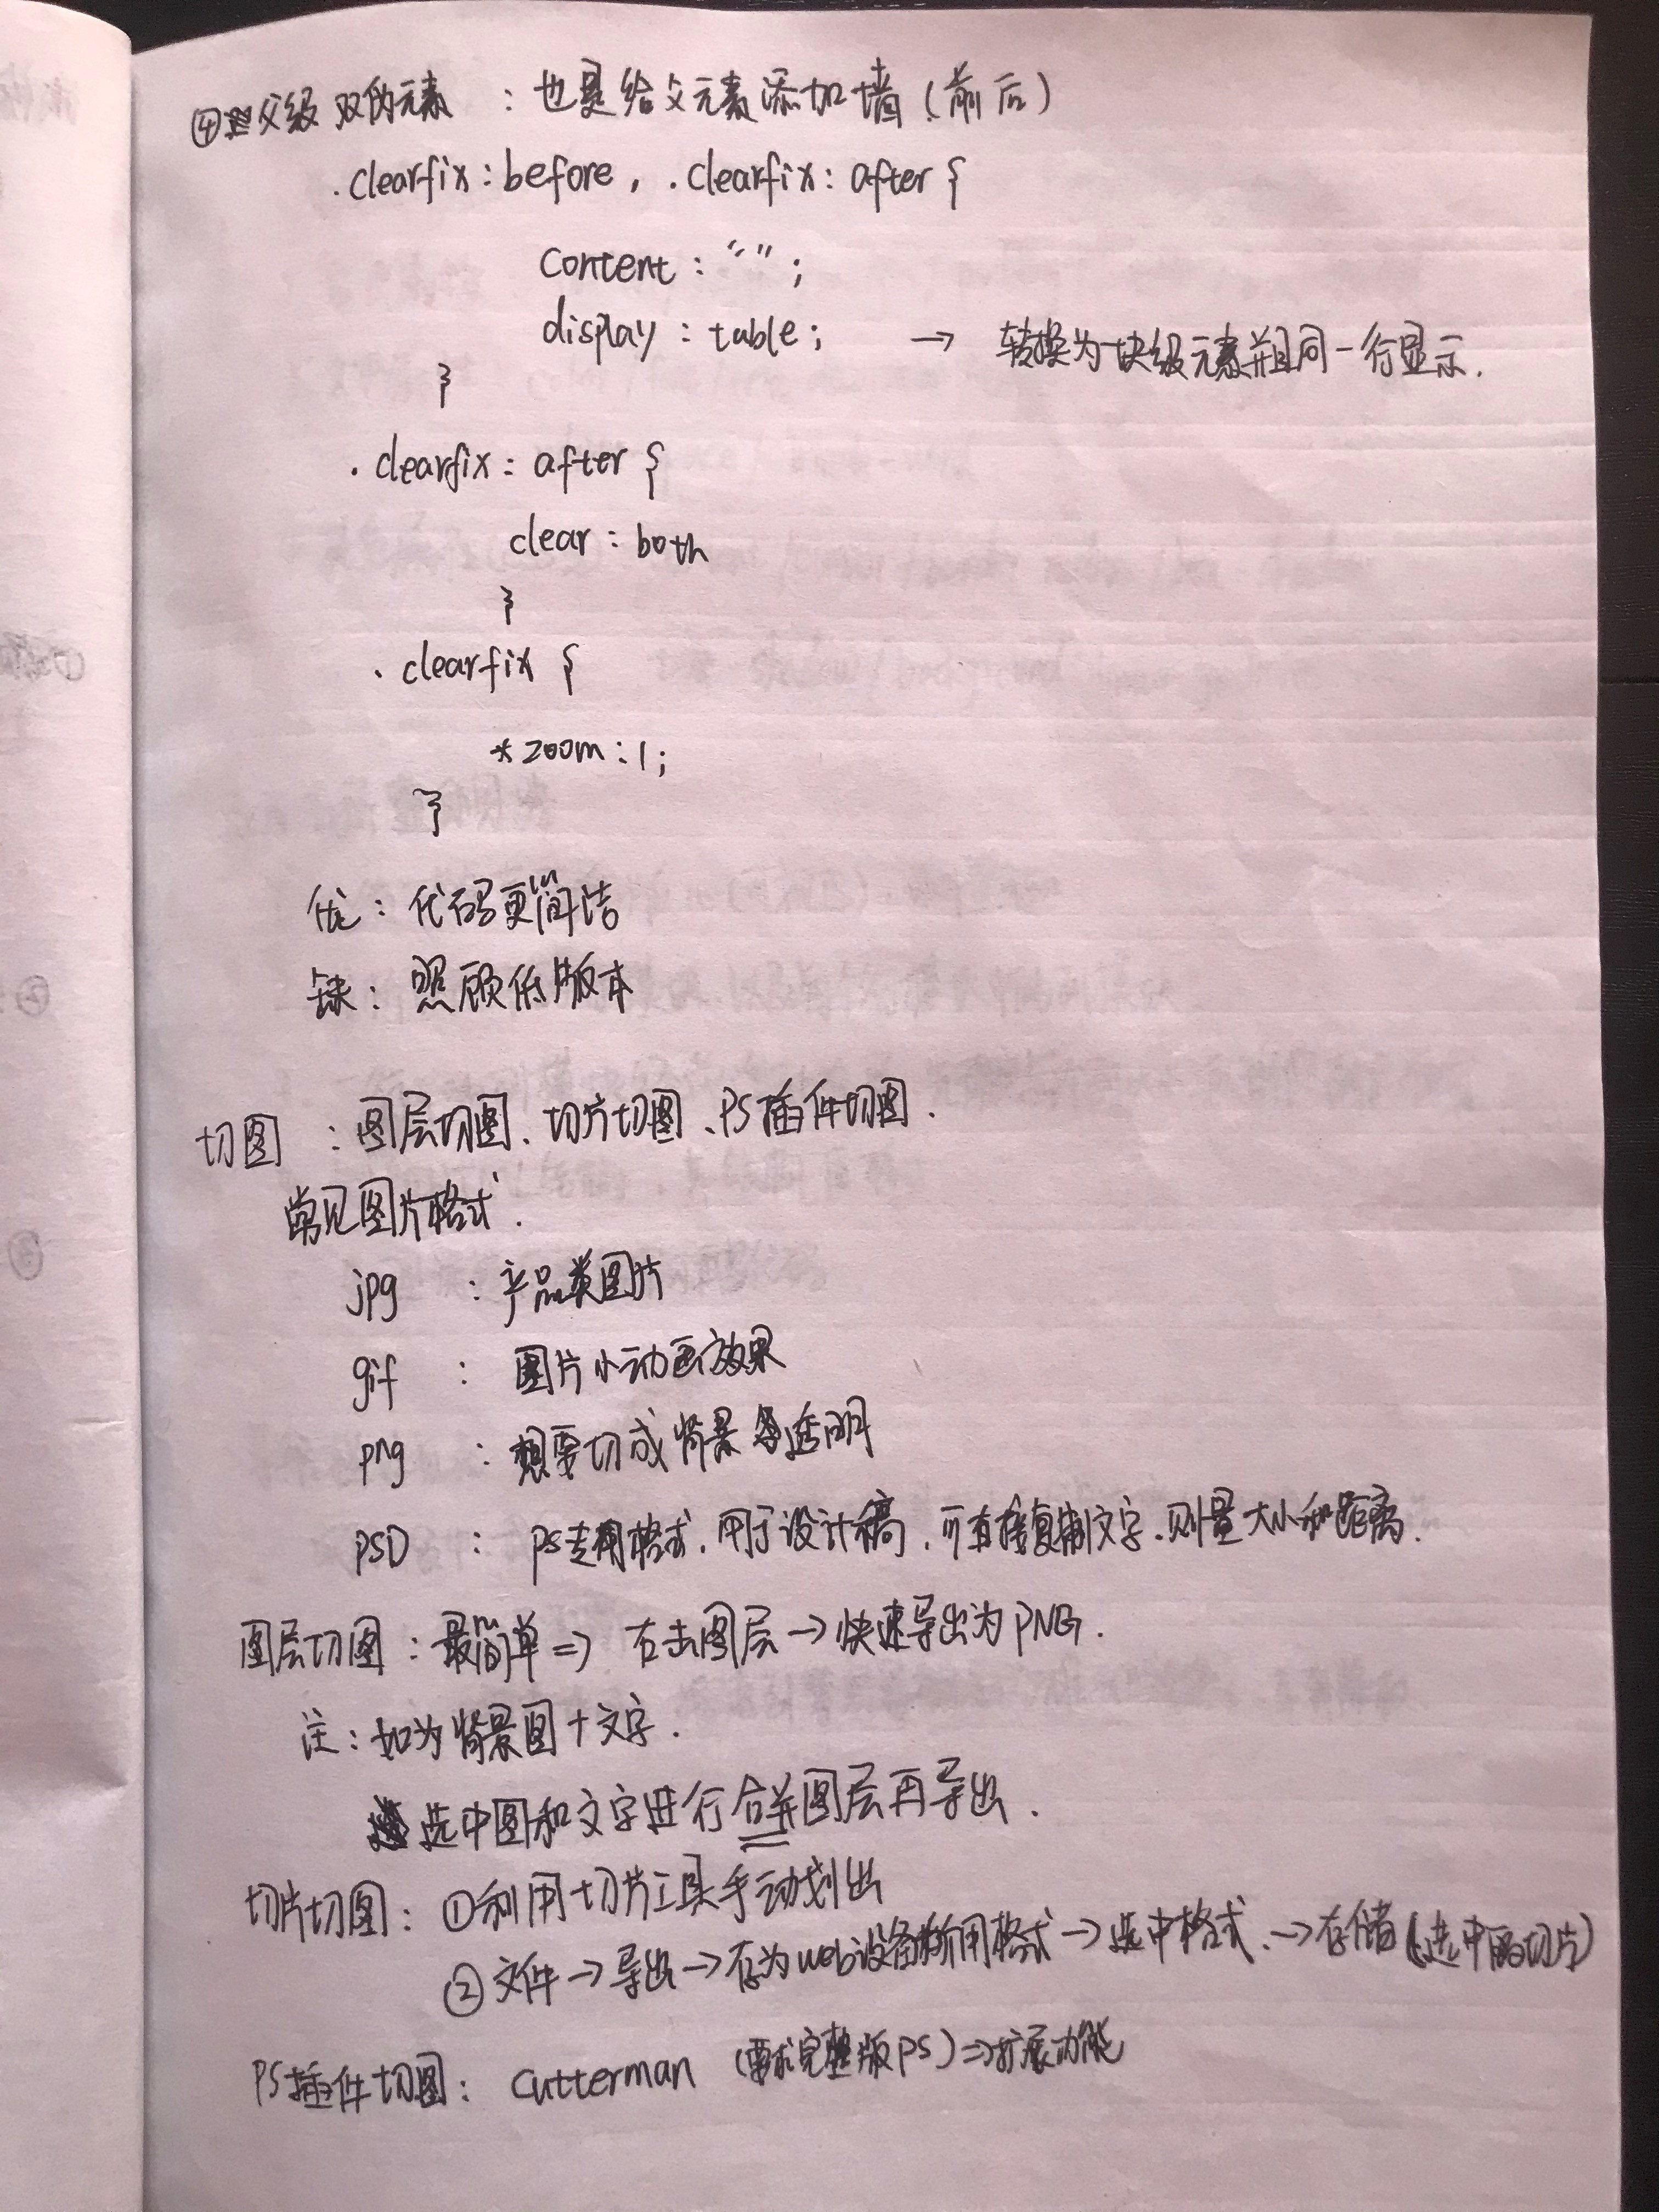 ④父级双伪元素 ：也是给父元素添加墙（前后）
.clearfix:before，.clearfix:after{
content：“”；
display：table； → 转换为块级元素并且同一行显示.
}
.clearfix：after{
clear：both
}
.clearfix{
*zoom：1；
}
优：代码更简洁
缺：照顾低版本
切图 ：图层切图、切片切图、PS插件切图.
常见图片格式.
jpg ：产品类图片
gif ： 图片小动画效果
png ：想要切成背景透明
PSD ： PS专用格式，用于设计稿，可直接复制文字.则量大小和距离.
图层切图：最简单=> 右击图层→快速导出为PNG.
注：如为背景图+文字.
选中图和文字进行合并图层再导出.
切片切图：①利用切片工具手动划出
②文件→导出→存为web设备所用格式→选中格式.→存储（选中的切片）
PS插件切图：cutterman（要求完整版PS）=>扩展功能